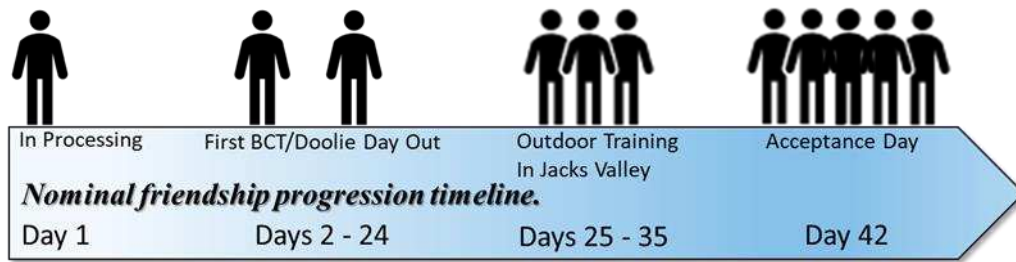 In Processing
First BCT/Doolie Day Out
Outdoor Training
In Jacks Valley
Acceptance Day
Nominal friendship progression timeline.
Day 1
Days 2 - 24
Days 25 - 35
Day 42